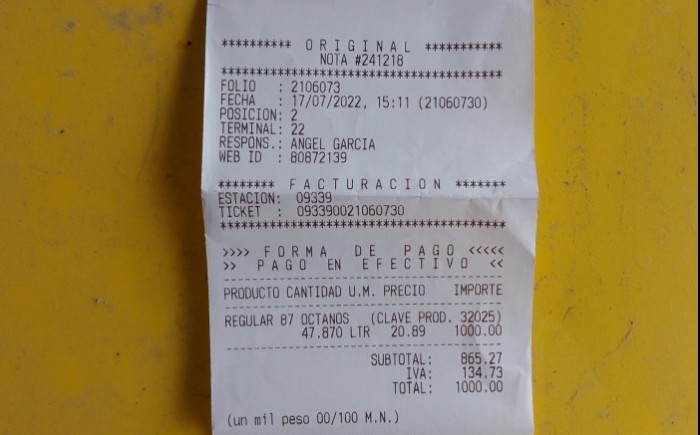 ********** O R I G I N A L ***********
NOTA #241218
****************************************
FOLIO : 2106073
FECHA : 17/07/2022, 15:11 (21060730)
POSICION: 2
TERMINAL: 22
RESPONS.: ANGEL GARCIA
WEB ID : 80872139
******** F A C T U R A C I O N *******
ESTACION: 09339
TICKET : 093390021060730
****************************************
>>>> F O R M A D E P A G O <<<<<
>> P A G O E N E F E C T I V O <<
----------------------------------------
PRODUCTO CANTIDAD U.M. PRECIO IMPORTE
----------------------------------------
REGULAR 87 OCTANOS (CLAVE PROD. 32025)
47.870 LTR 20.89 1000.00
----------------------------------------
SUBTOTAL: 865.27
IVA: 134.73
TOTAL: 1000.00
(un mil peso 00/100 M.N.)